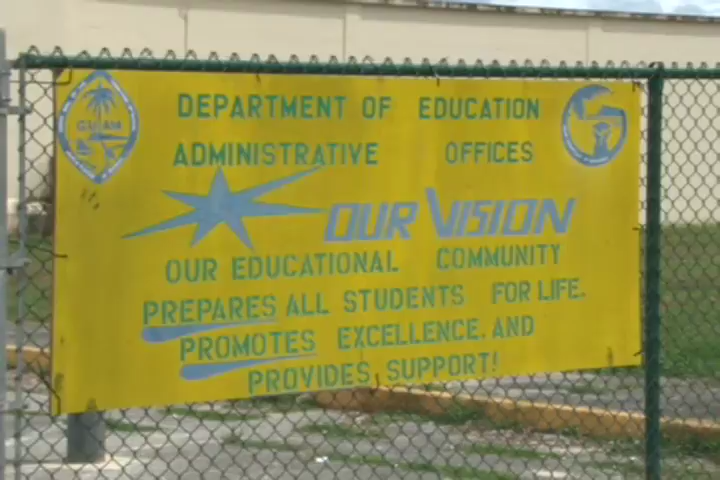 GUAM
DEPARTMENT OF EDUCATION
ADMINISTRATIVE OFFICES
OUR VISION
OUR EDUCATIONAL COMMUNITY
PREPARES ALL STUDENTS FOR LIFE.
PROMOTES EXCELLENCE. AND
PROVIDES SUPPORT!